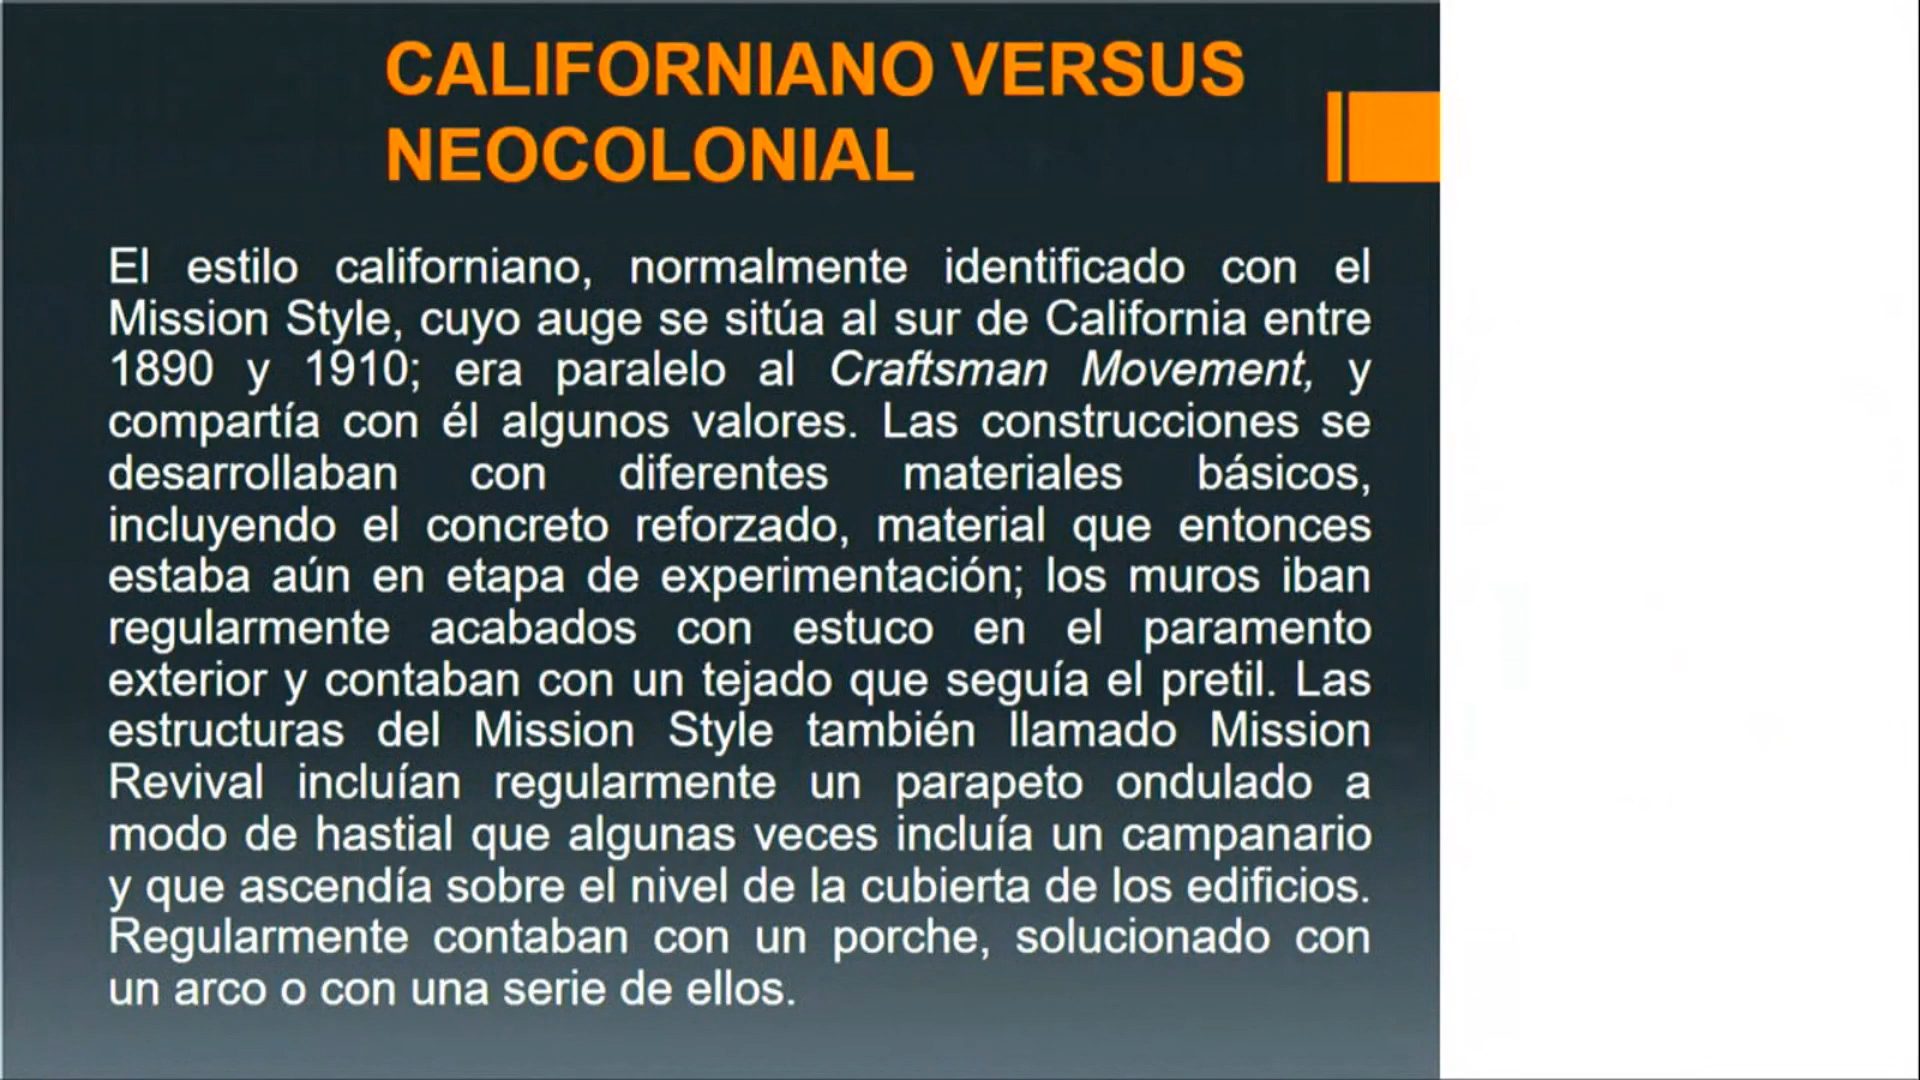 CALIFORNIANO VERSUS
NEOCOLONIAL
El estilo californiano, normalmente identificado con el
Mission Style, cuyo auge se sitúa al sur de California entre
1890 y 1910; era paralelo al Craftsman Movement, y
compartía con él algunos valores. Las construcciones se
desarrollaban con diferentes materiales básicos,
incluyendo el concreto reforzado, material que entonces
estaba aún en etapa de experimentación; los muros iban
regularmente acabados con estuco en el paramento
exterior y contaban con un tejado que seguía el pretil. Las
estructuras del Mission Style también llamado Mission
Revival incluían regularmente un parapeto ondulado a
modo de hastial que algunas veces incluía un campanario
y que ascendía sobre el nivel de la cubierta de los edificios.
Regularmente contaban con un porche, solucionado con
un arco o con una serie de ellos.